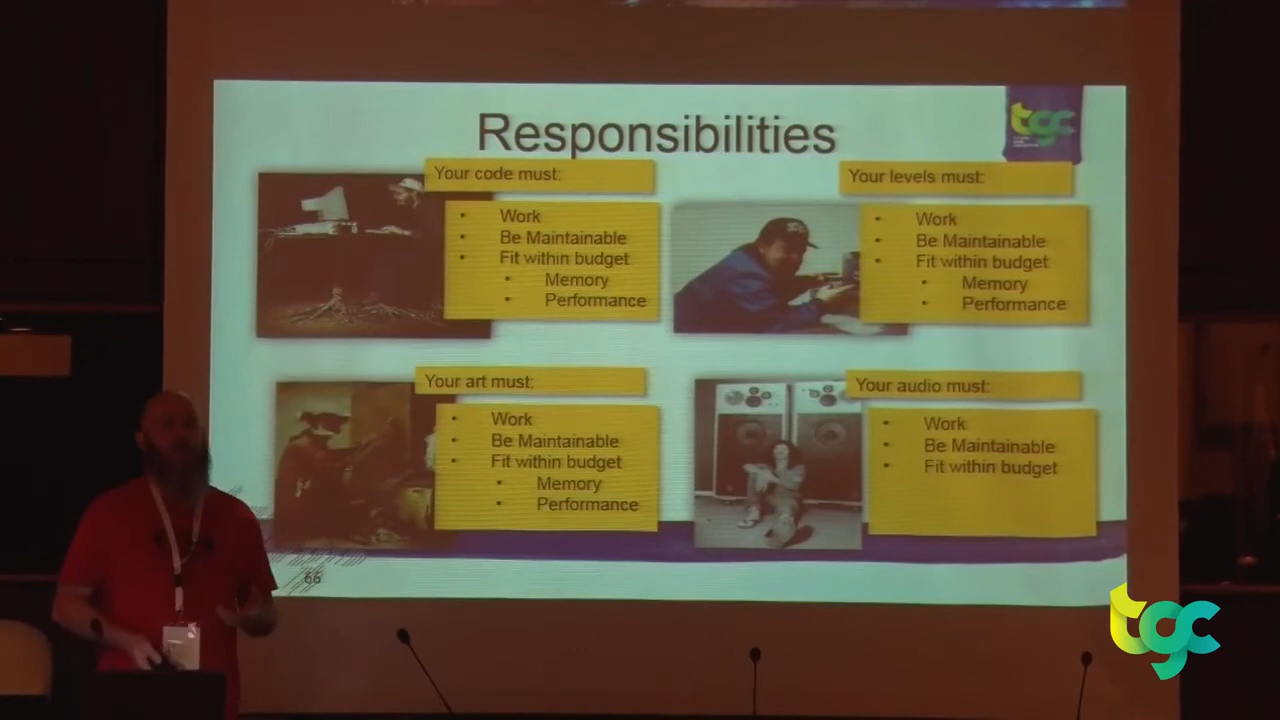 Responsibilities
tgc
Your code must:
• Work
• Be Maintainable
• Fit within budget
• Memory
• Performance
Your levels must:
• Work
• Be Maintainable
• Fit within budget
• Memory
• Performance
Your art must:
• Work
• Be Maintainable
• Fit within budget
• Memory
• Performance
Your audio must:
• Work
• Be Maintainable
• Fit within budget
66
tgc